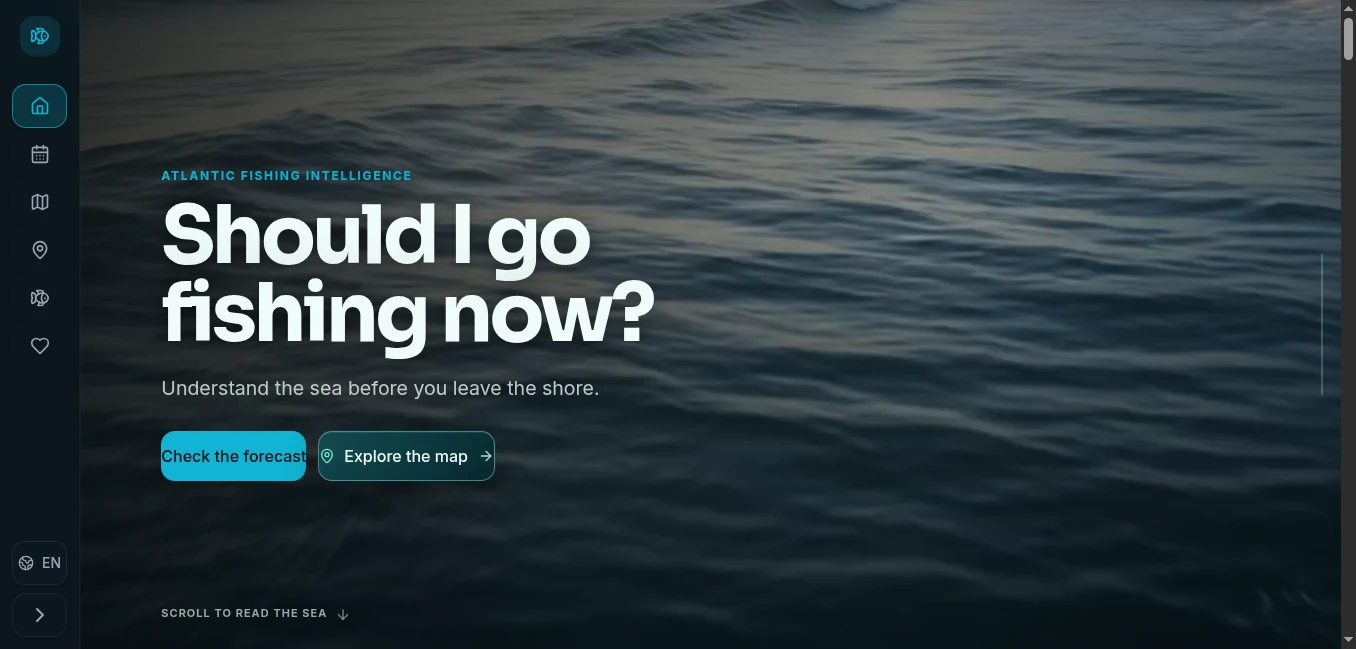 ATLANTIC FISHING INTELLIGENCE
Should I go
fishing now?
Understand the sea before you leave the shore.
Check the forecast
Explore the map
EN
SCROLL TO READ THE SEA